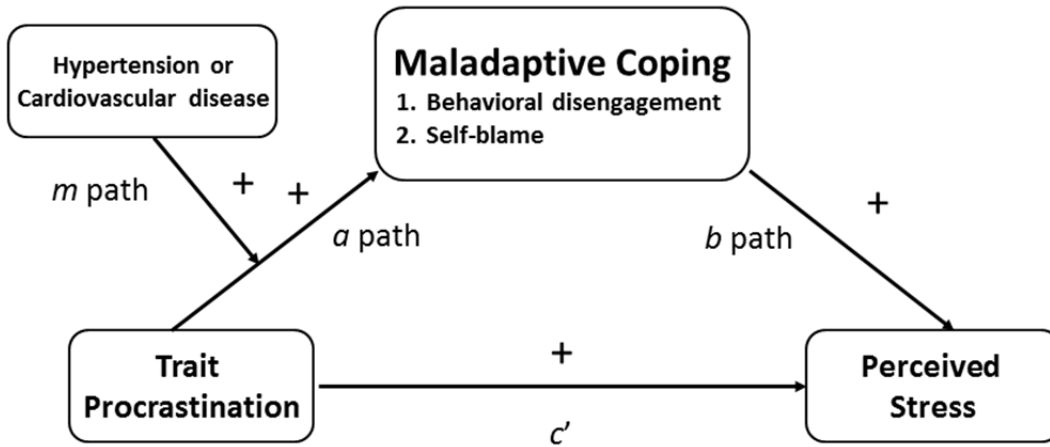 Hypertension or
Cardiovascular disease
Maladaptive Coping
1. Behavioral disengagement
2. Self-blame
m path
+
+
a path
b path
+
Trait
Procrastination
+
c’
Perceived
Stress